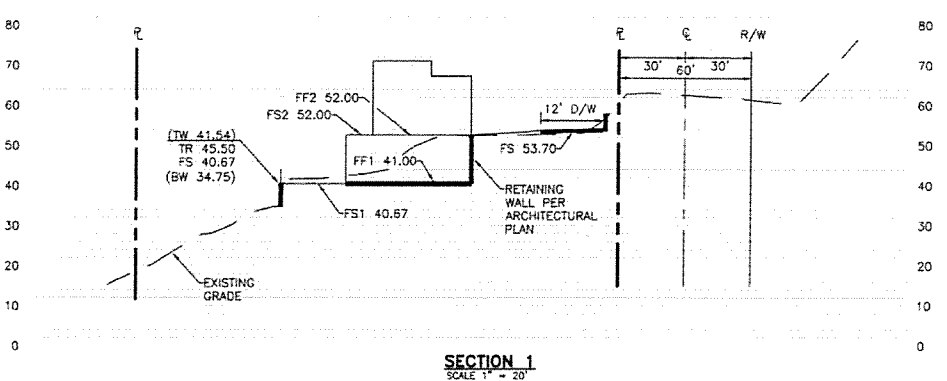 80
70
60
50
40
30
20
10
0
PL
PL
CL
R/W
30'
30'
60'
FF2 52.00
FS2 52.00
12' D/W
(TW 41.54)
TR 45.50
FS 40.67
(BW 34.75)
FF1 41.00
FS 53.70
FS1 40.67
RETAINING
WALL PER
ARCHITECTURAL
PLAN
EXISTING
GRADE
80
70
60
50
40
30
20
10
0
SECTION 1
SCALE 1" = 20'